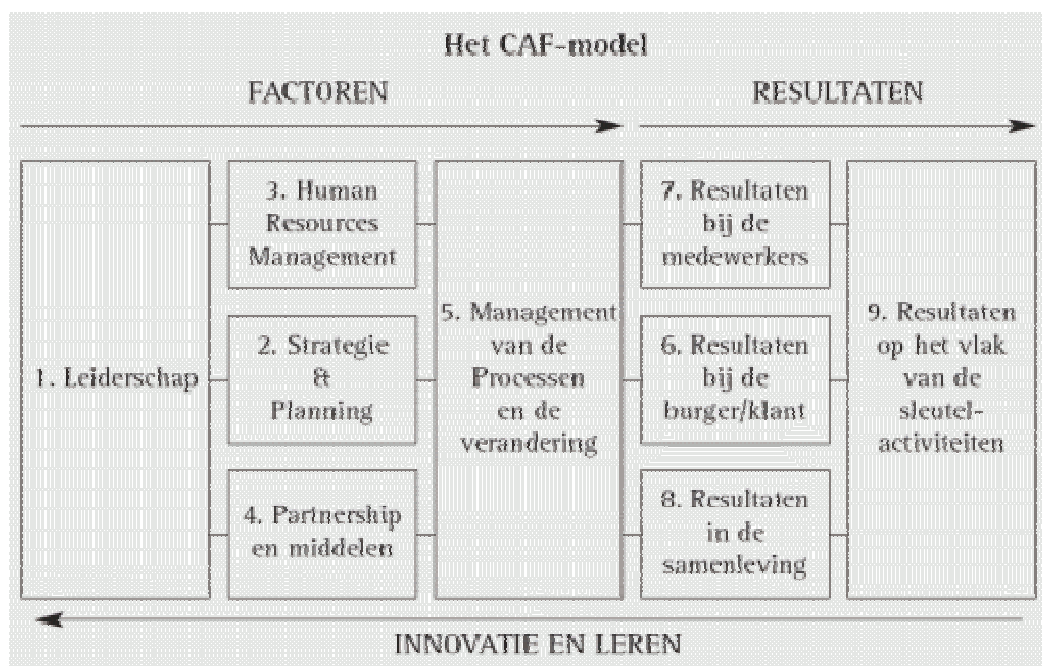 Het CAF-model
FACTOREN
RESULTATEN
1. Leiderschap
3. Human
Resources
Management
2. Strategie
&
Planning
4. Partnership
en middelen
5. Management
van de
Processen
en de
verandering
7. Resultaten
bij de
medewerkers
6. Resultaten
bij de
burger/klant
8. Resultaten
in de
samenleving
9. Resultaten
op het vlak
van de
sleutel-
activiteiten
INNOVATIE EN LEREN